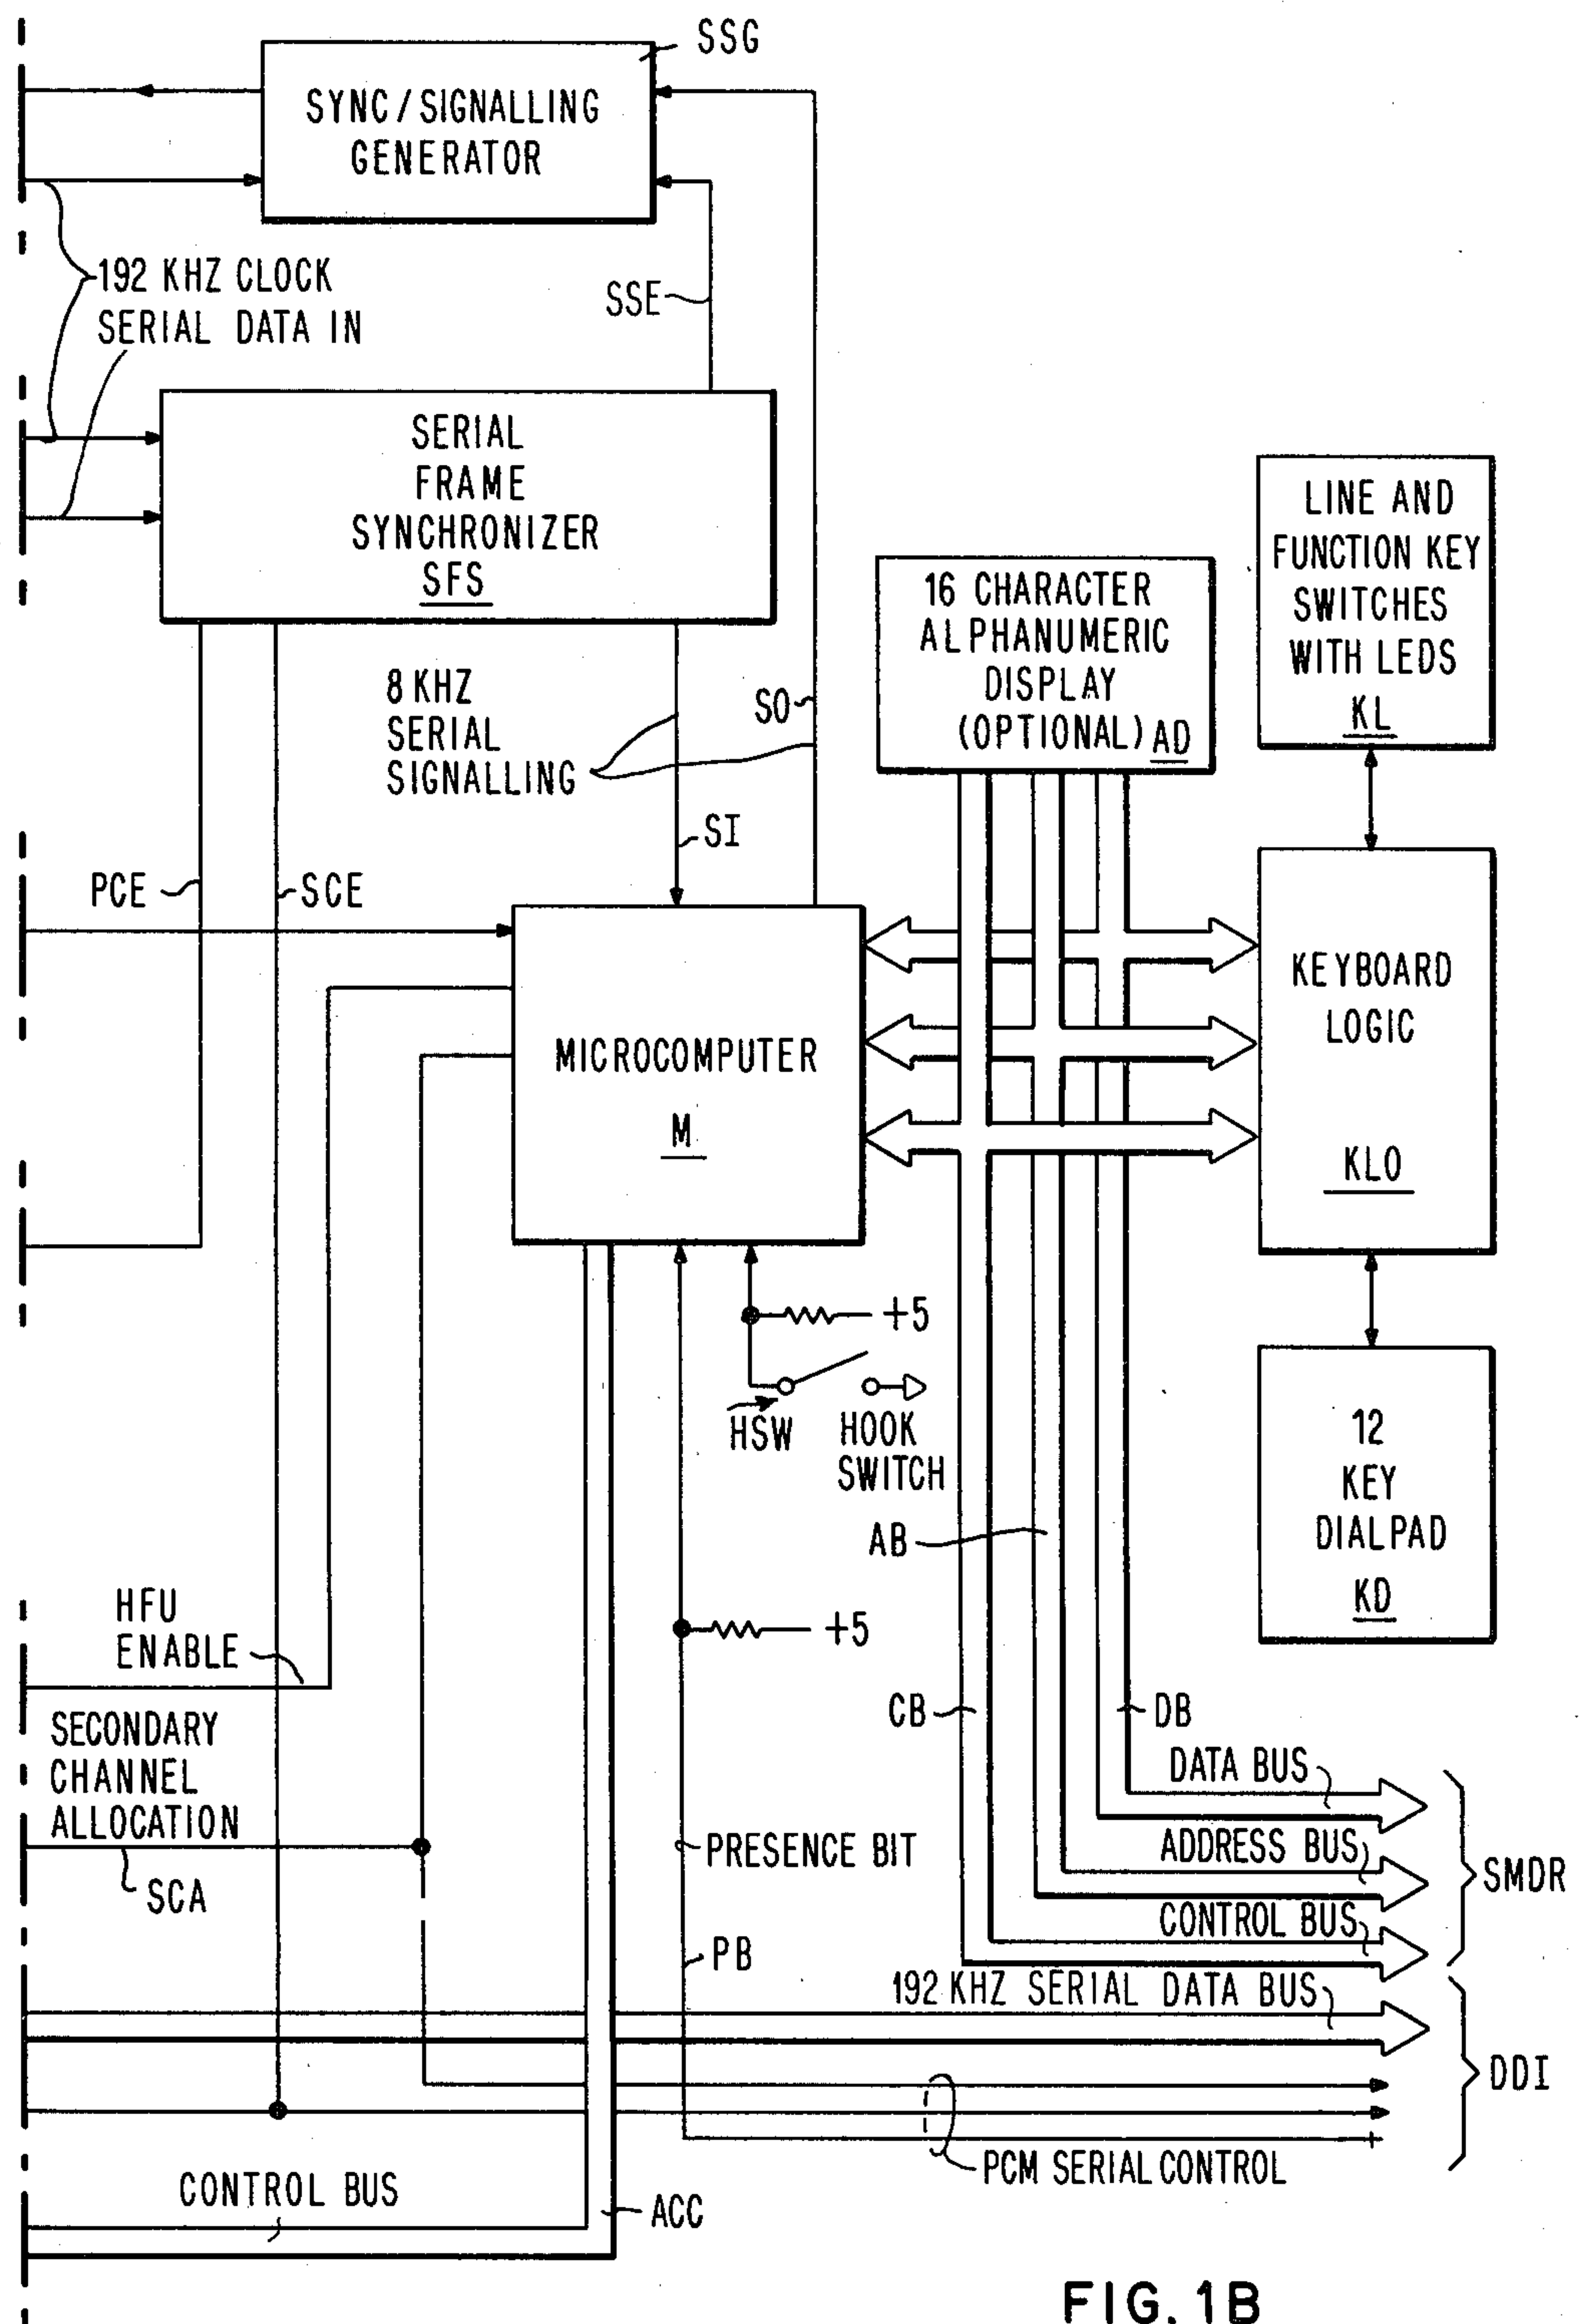 SSG
SYNC/SIGNALLING
GENERATOR
192 KHZ CLOCK
SERIAL DATA IN
SSE
SERIAL
FRAME
SYNCHRONIZER
SFS
LINE AND
FUNCTION KEY
SWITCHES
WITH LEDS
KL
16 CHARACTER
ALPHANUMERIC
DISPLAY
(OPTIONAL) AD
8 KHZ
SERIAL
SIGNALLING
SO
SI
PCE
SCE
MICROCOMPUTER
M
KEYBOARD
LOGIC
KLO
+5
HSW
HOOK
SWITCH
12
KEY
DIALPAD
KD
AB
HFU
ENABLE
+5
CB
DB
SECONDARY
CHANNEL
ALLOCATION
SCA
PRESENCE BIT
PB
DATA BUS
ADDRESS BUS
CONTROL BUS
SMDR
192 KHZ SERIAL DATA BUS
DDI
PCM SERIAL CONTROL
CONTROL BUS
ACC
FIG. 1B